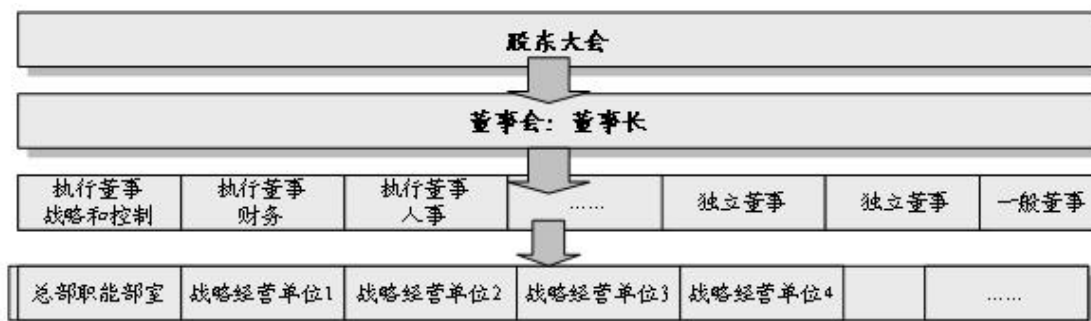 股东大会
董事会：董事长
执行董事
战略和控制
执行董事
财务
执行董事
人事
……
独立董事
独立董事
一般董事
总部职能部室
战略经营单位1
战略经营单位2
战略经营单位3
战略经营单位4
……